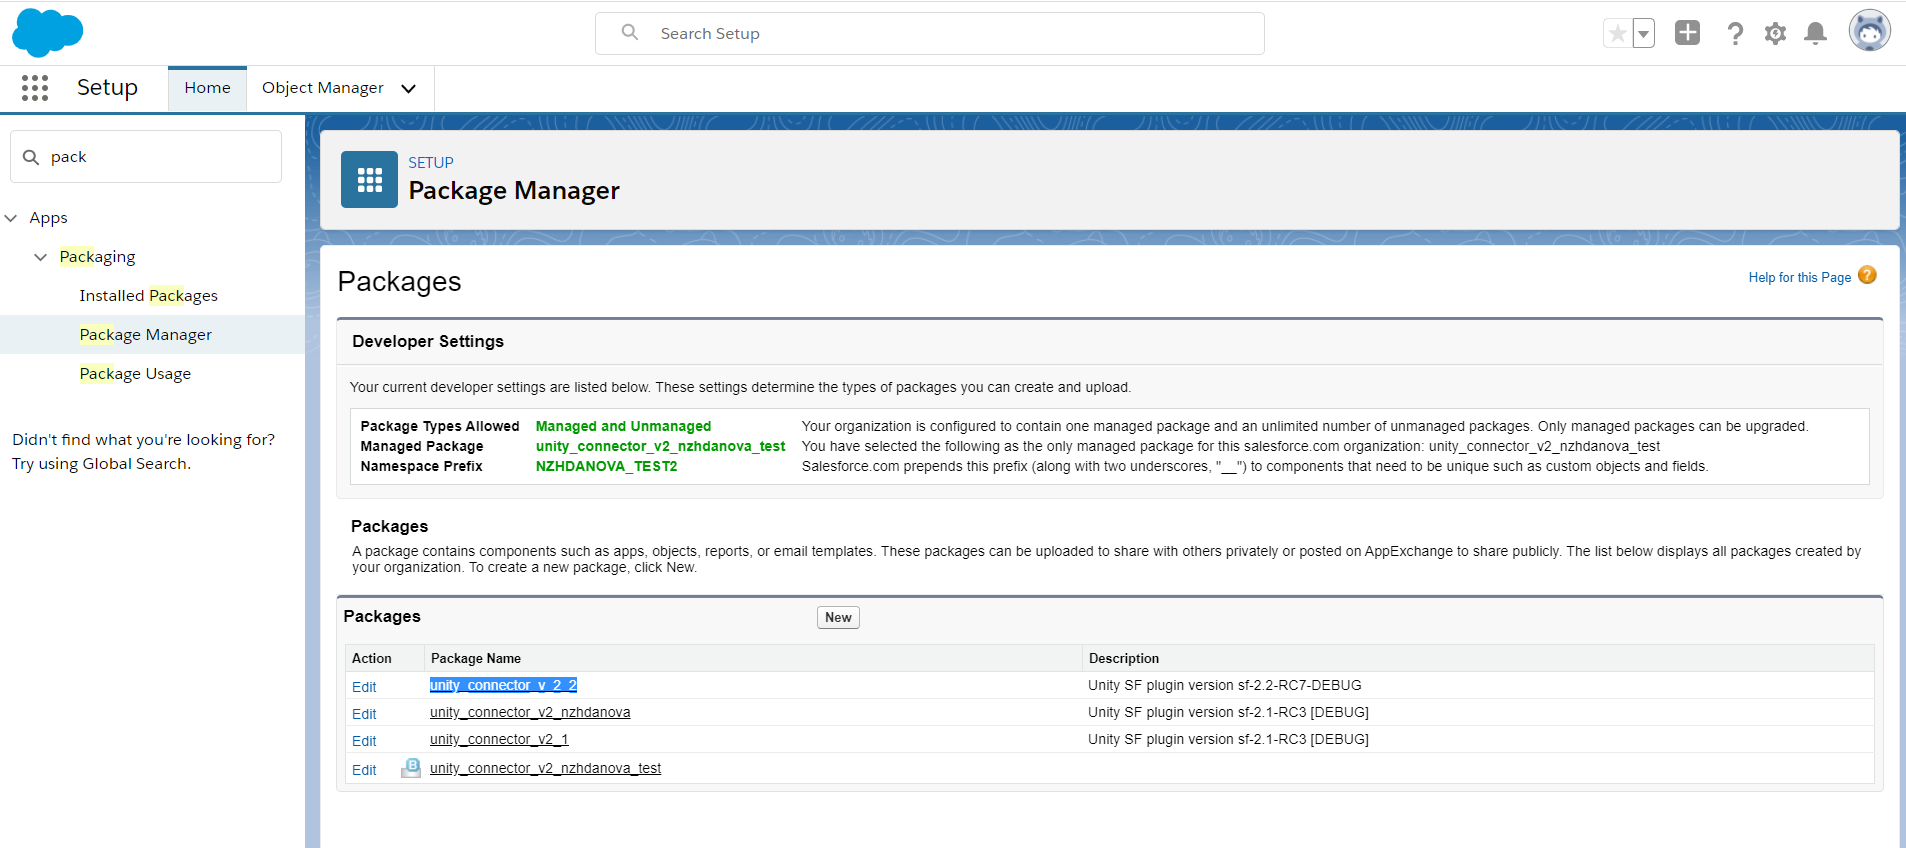 Search Setup
Setup
Home
Object Manager
pack
Apps
Packaging
Installed Packages
Package Manager
Package Usage
Didn't find what you're looking for?
Try using Global Search.
SETUP
Package Manager
Packages
Help for this Page
Developer Settings
Your current developer settings are listed below. These settings determine the types of packages you can create and upload.
Package Types Allowed Managed and Unmanaged Your organization is configured to contain one managed package and an unlimited number of unmanaged packages. Only managed packages can be upgraded.
Managed Package unity_connector_v2_nzhdanova_test You have selected the following as the only managed package for this salesforce.com organization: unity_connector_v2_nzhdanova_test
Namespace Prefix NZHDANOVA_TEST2 Salesforce.com prepends this prefix (along with two underscores, "__") to components that need to be unique such as custom objects and fields.
Packages
A package contains components such as apps, objects, reports, or email templates. These packages can be uploaded to share with others privately or posted on AppExchange to share publicly. The list below displays all packages created by
your organization. To create a new package, click New.
Packages New
Action Package Name Description
Edit unity_connector_v_2_2 Unity SF plugin version sf-2.2-RC7-DEBUG
Edit unity_connector_v2_nzhdanova Unity SF plugin version sf-2.1-RC3 [DEBUG]
Edit unity_connector_v2_1 Unity SF plugin version sf-2.1-RC3 [DEBUG]
Edit B unity_connector_v2_nzhdanova_test